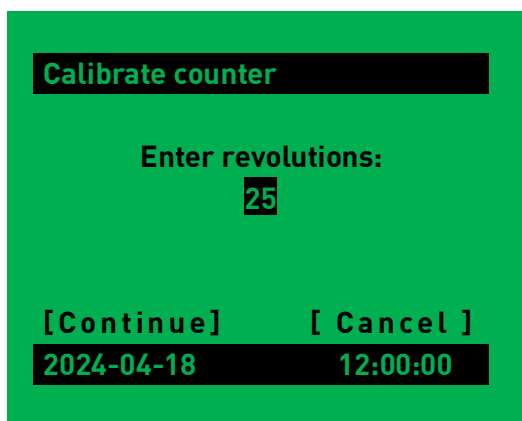 Calibrate counter
Enter revolutions:
25
[Continue] [ Cancel ]
2024-04-18 12:00:00